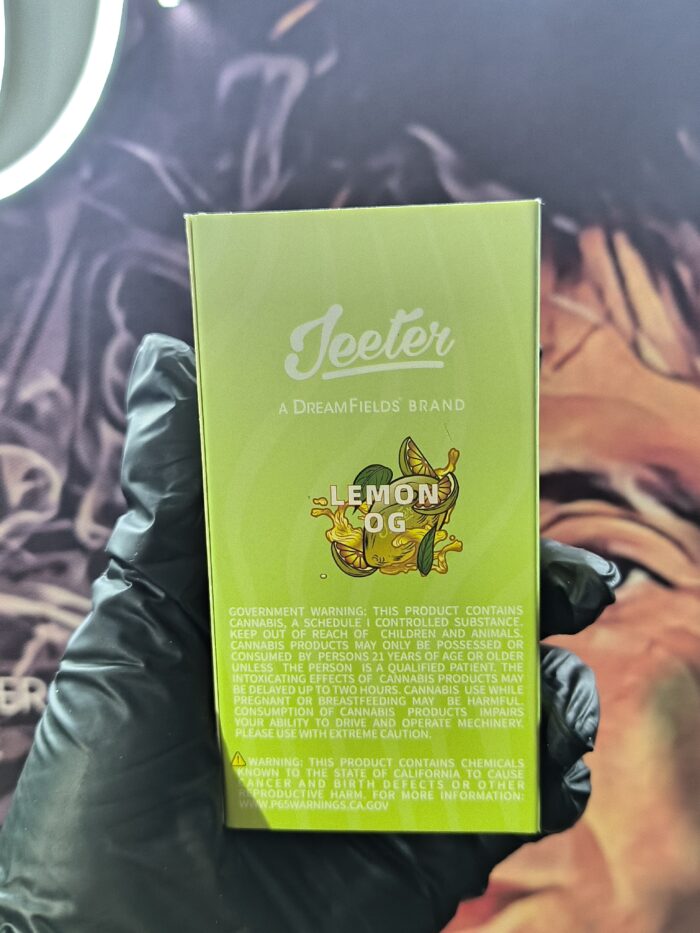 Jeeter
A DREAMFIELDS® BRAND
LEMON
OG
GOVERNMENT WARNING: THIS PRODUCT CONTAINS
CANNABIS, A SCHEDULE I CONTROLLED SUBSTANCE.
KEEP OUT OF REACH OF CHILDREN AND ANIMALS.
CANNABIS PRODUCTS MAY ONLY BE POSSESSED OR
CONSUMED BY PERSONS 21 YEARS OF AGE OR OLDER
UNLESS THE PERSON IS A QUALIFIED PATIENT. THE
INTOXICATING EFFECTS OF CANNABIS PRODUCTS MAY
BE DELAYED UP TO TWO HOURS. CANNABIS USE WHILE
PREGNANT OR BREASTFEEDING MAY BE HARMFUL.
CONSUMPTION OF CANNABIS PRODUCTS IMPAIRS
YOUR ABILITY TO DRIVE AND OPERATE MECHINERY.
PLEASE USE WITH EXTREME CAUTION.
WARNING: THIS PRODUCT CONTAINS CHEMICALS
KNOWN TO THE STATE OF CALIFORNIA TO CAUSE
CANCER AND BIRTH DEFECTS OR OTHER
REPRODUCTIVE HARM. FOR MORE INFORMATION:
WWW.P65WARNINGS.CA.GOV